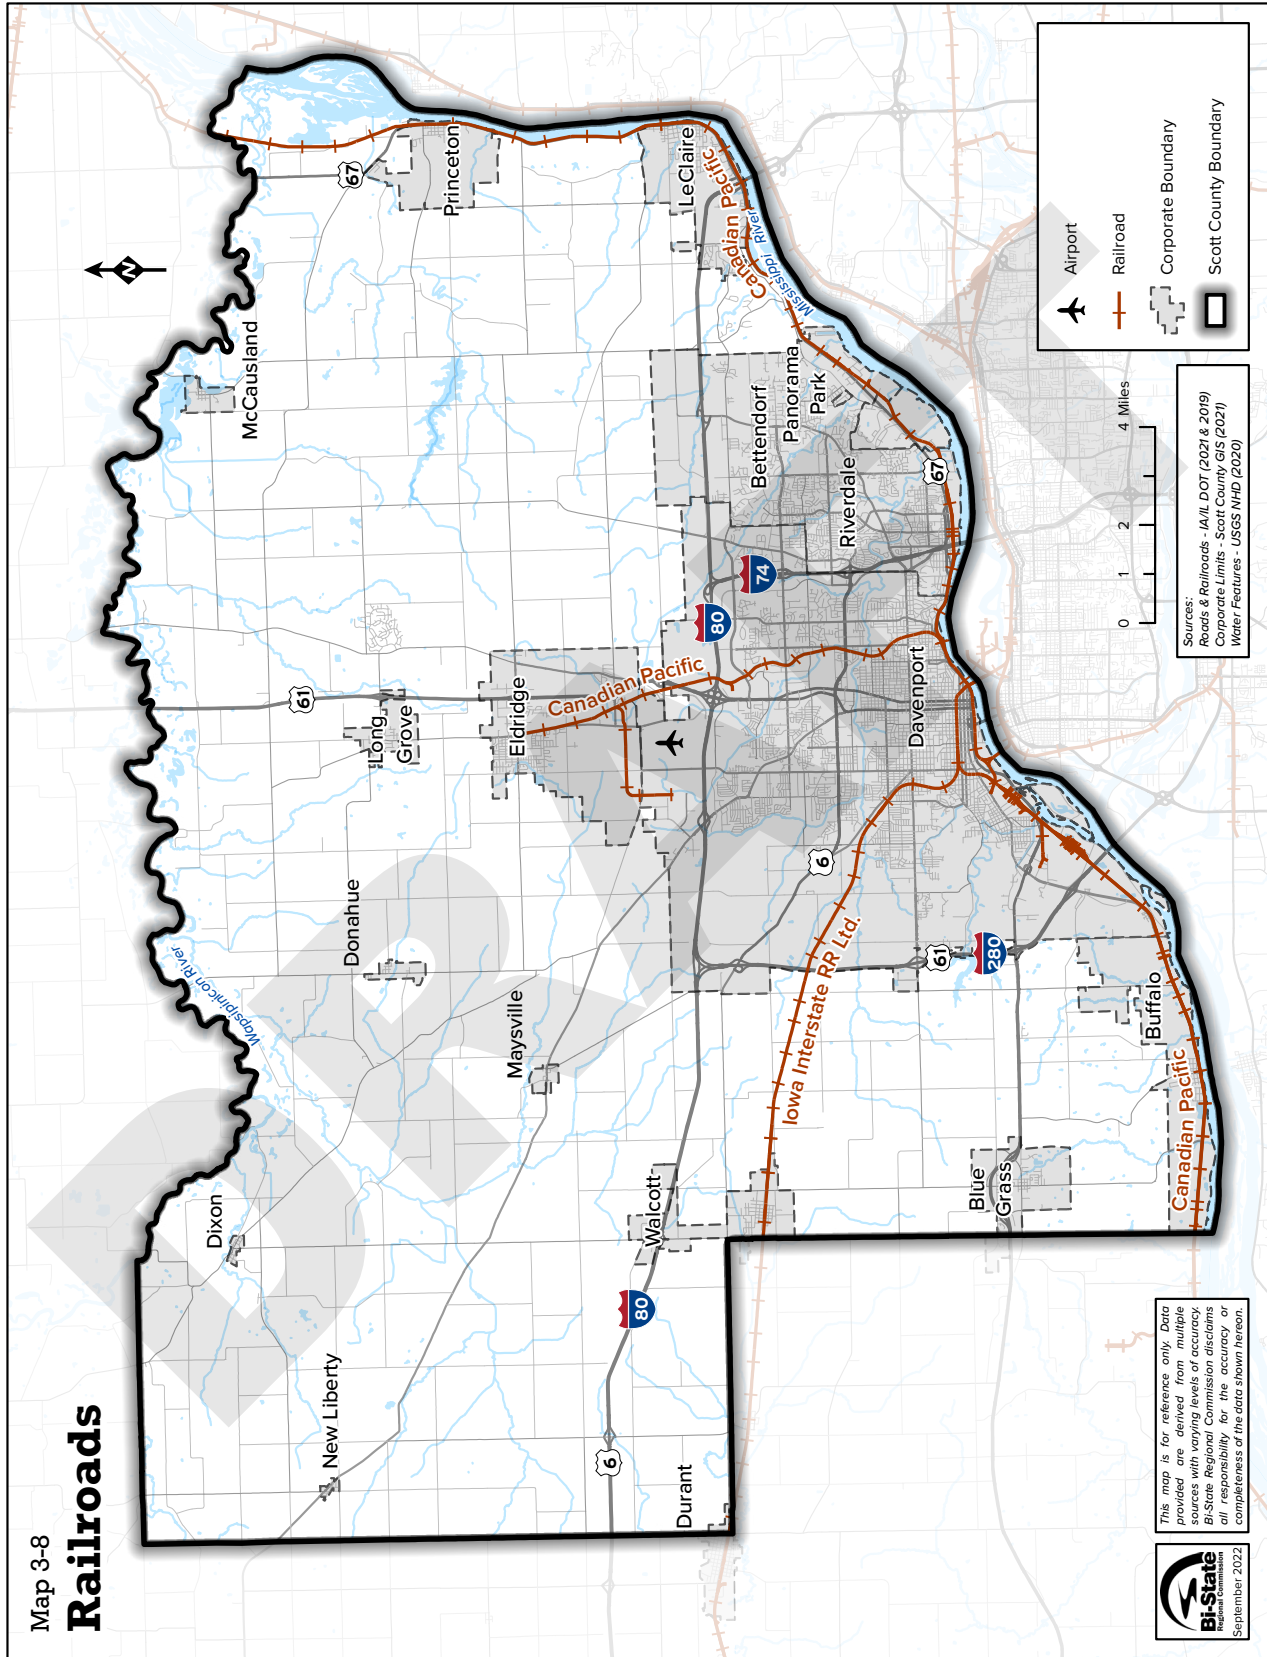 Map 3-8
Railroads
N
67
McCausland
Princeton
61
Long
Grove
Wapsipinicon River
Donahue
Dixon
New Liberty
Maysville
Eldridge
Canadian Pacific
LeClaire
Canadian Pacific
Mississippi River
80
74
Bettendorf
Panorama
Park
Riverdale
67
Davenport
6
Iowa Interstate RR Ltd.
61
280
Walcott
80
6
Durant
Blue
Grass
Buffalo
Canadian Pacific
DRAFT
Airport
Railroad
Corporate Boundary
Scott County Boundary
0 1 2 4 Miles
Sources:
Roads & Railroads - IA/IL DOT (2021 & 2019)
Corporate Limits - Scott County GIS (2021)
Water Features - USGS NHD (2020)
This map is for reference only. Data
provided are derived from multiple
sources with varying levels of accuracy.
Bi-State Regional Commission disclaims
all responsibility for the accuracy or
completeness of the data shown hereon.
Bi-State
Regional Commission
September 2022